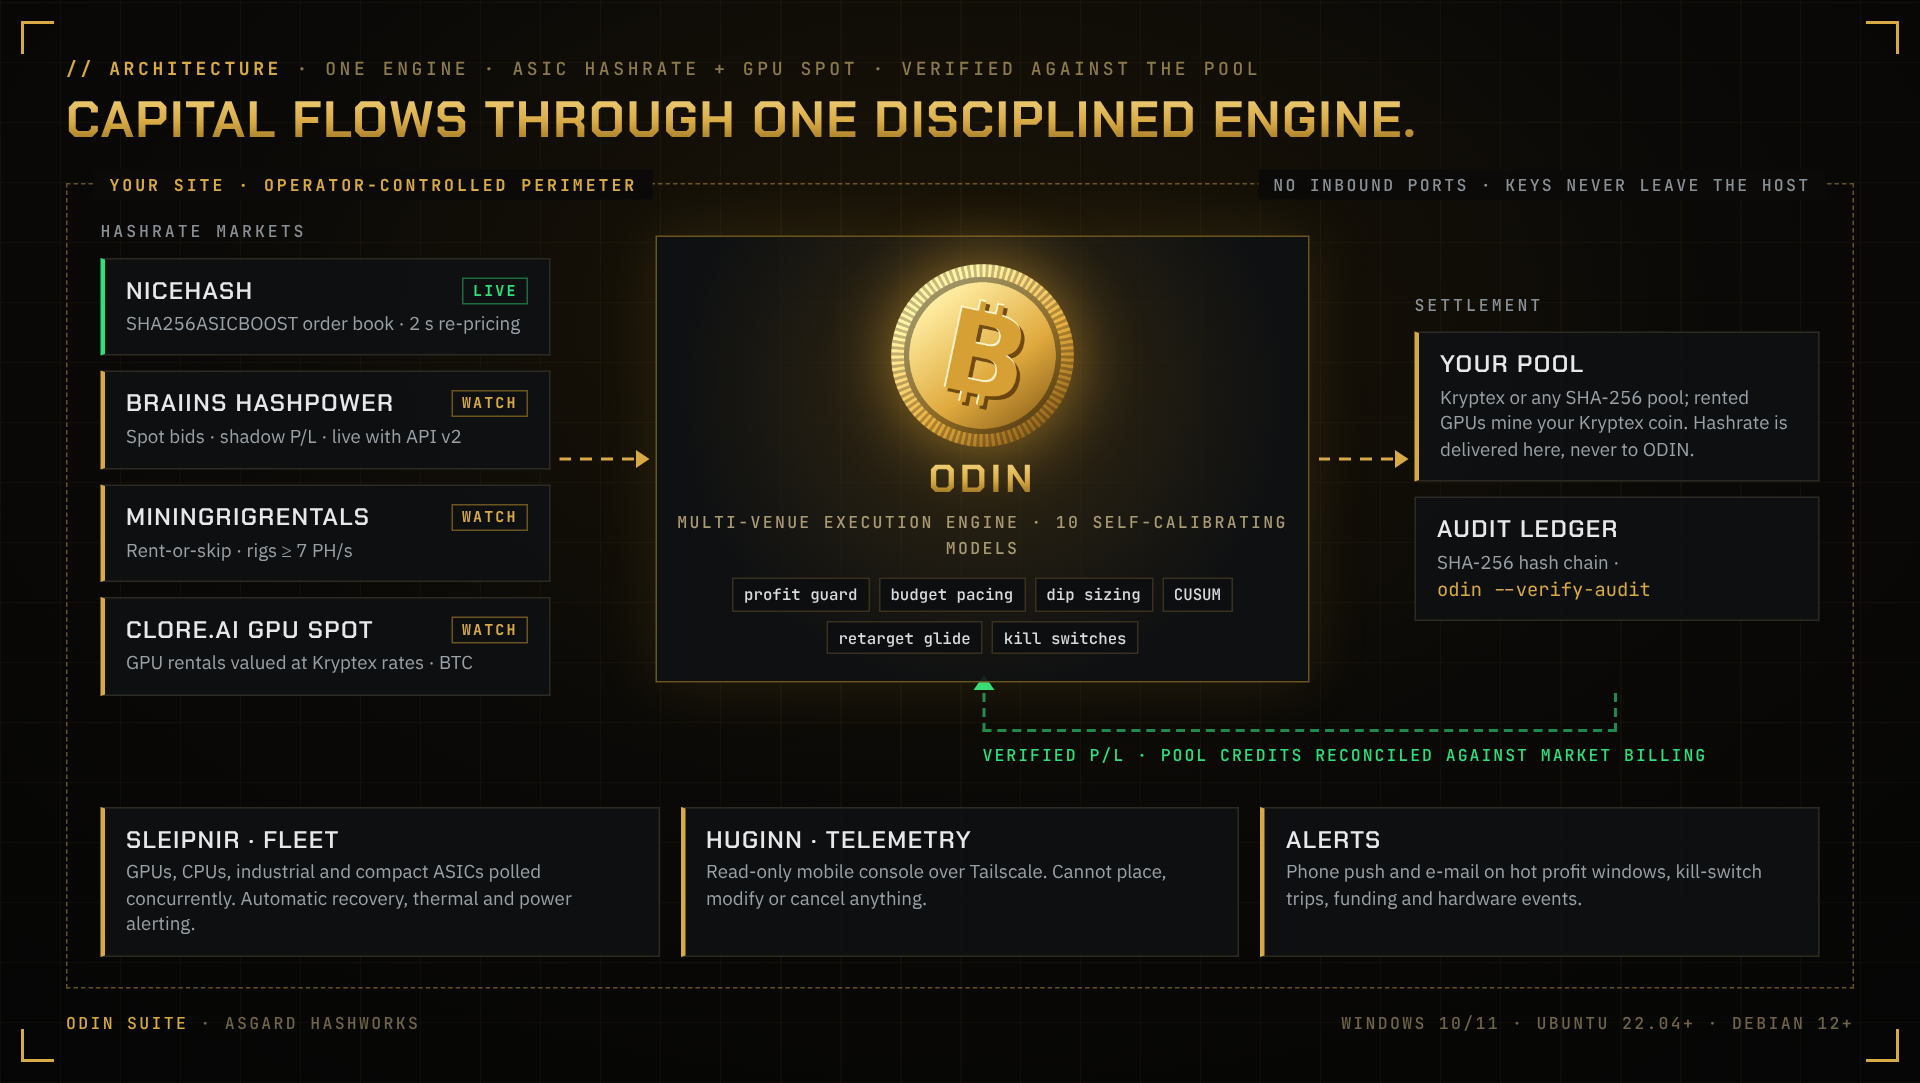 // ARCHITECTURE · ONE ENGINE · ASIC HASHRATE + GPU SPOT · VERIFIED AGAINST THE POOL
CAPITAL FLOWS THROUGH ONE DISCIPLINED ENGINE.
YOUR SITE · OPERATOR-CONTROLLED PERIMETER
NO INBOUND PORTS · KEYS NEVER LEAVE THE HOST
HASHRATE MARKETS
NICEHASH
LIVE
SHA256ASICBOOST order book · 2 s re-pricing
BRAIINS HASHPOWER
WATCH
Spot bids · shadow P/L · live with API v2
MININGRIGRENTALS
WATCH
Rent-or-skip · rigs ≥ 7 PH/s
CLORE.AI GPU SPOT
WATCH
GPU rentals valued at Kryptex rates · BTC
ODIN
MULTI-VENUE EXECUTION ENGINE · 10 SELF-CALIBRATING
MODELS
profit guard
budget pacing
dip sizing
CUSUM
retarget glide
kill switches
SETTLEMENT
YOUR POOL
Kryptex or any SHA-256 pool; rented
GPUs mine your Kryptex coin. Hashrate is
delivered here, never to ODIN.
AUDIT LEDGER
SHA-256 hash chain ·
odin --verify-audit
VERIFIED P/L · POOL CREDITS RECONCILED AGAINST MARKET BILLING
SLEIPNIR · FLEET
GPUs, CPUs, industrial and compact ASICs polled
concurrently. Automatic recovery, thermal and power
alerting.
HUGINN · TELEMETRY
Read-only mobile console over Tailscale. Cannot place,
modify or cancel anything.
ALERTS
Phone push and e-mail on hot profit windows, kill-switch
trips, funding and hardware events.
ODIN SUITE · ASGARD HASHWORKS
WINDOWS 10/11 · UBUNTU 22.04+ · DEBIAN 12+